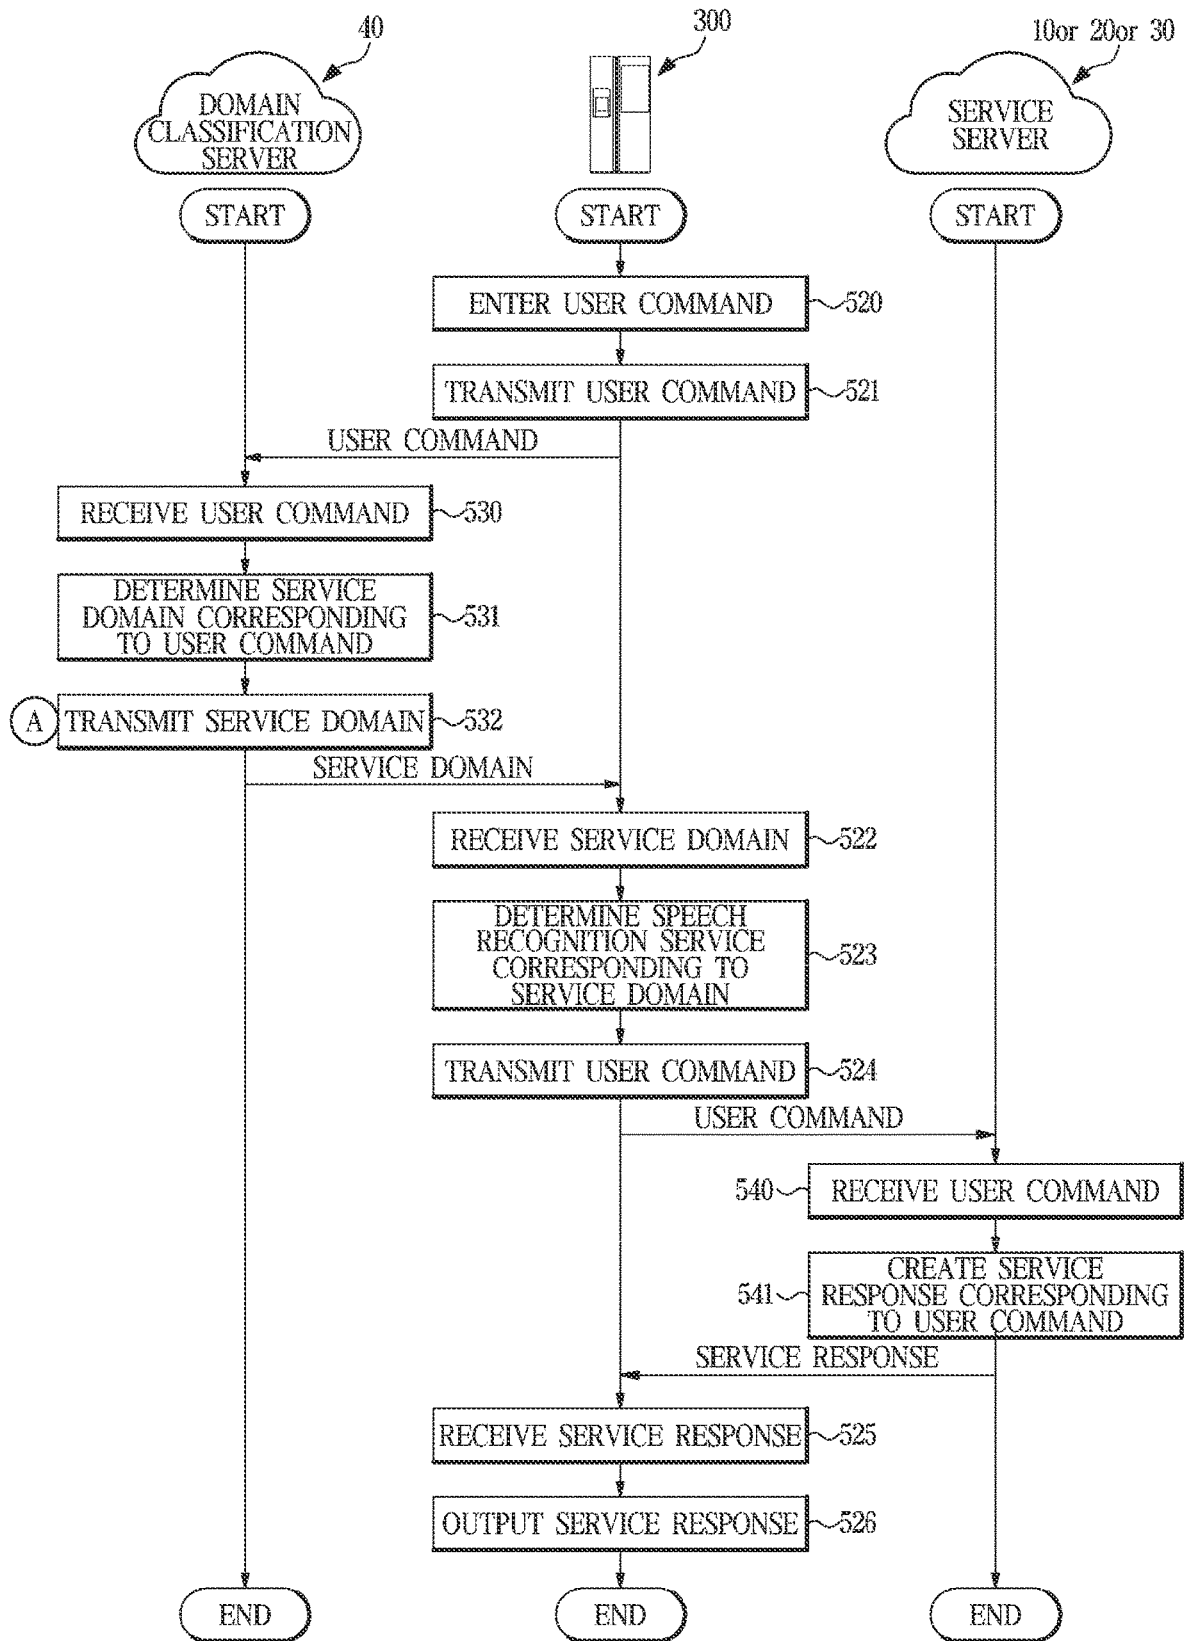 40
300
10or 20or 30
DOMAIN
CLASSIFICATION
SERVER
SERVICE
SERVER
START
START
START
ENTER USER COMMAND
520
TRANSMIT USER COMMAND
521
USER COMMAND
RECEIVE USER COMMAND
530
DETERMINE SERVICE
DOMAIN CORRESPONDING
TO USER COMMAND
531
A
TRANSMIT SERVICE DOMAIN
532
SERVICE DOMAIN
RECEIVE SERVICE DOMAIN
522
DETERMINE SPEECH
RECOGNITION SERVICE
CORRESPONDING TO
SERVICE DOMAIN
523
TRANSMIT USER COMMAND
524
USER COMMAND
540
RECEIVE USER COMMAND
541
CREATE SERVICE
RESPONSE CORRESPONDING
TO USER COMMAND
SERVICE RESPONSE
RECEIVE SERVICE RESPONSE
525
OUTPUT SERVICE RESPONSE
526
END
END
END